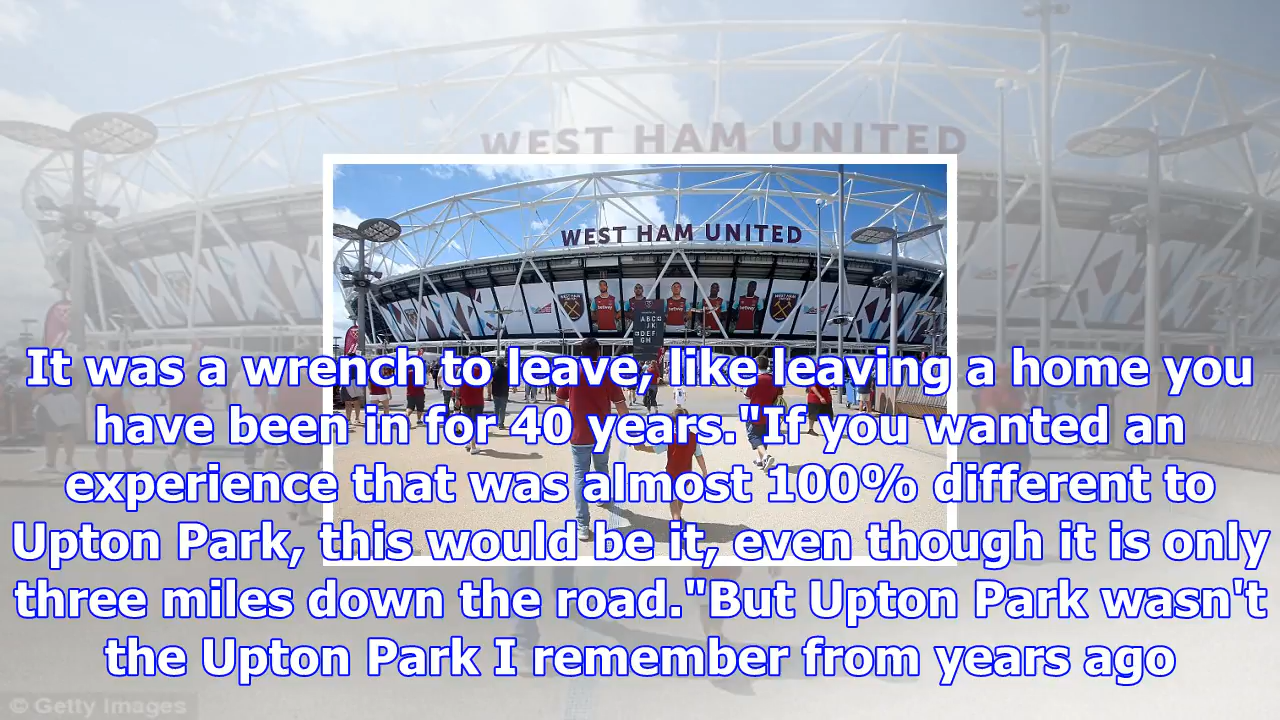 WEST HAM UNITED
WEST HAM UNITED
It was a wrench to leave, like leaving a home you
have been in for 40 years."If you wanted an
experience that was almost 100% different to
Upton Park, this would be it, even though it is only
three miles down the road."But Upton Park wasn't
the Upton Park I remember from years ago
© Getty Images